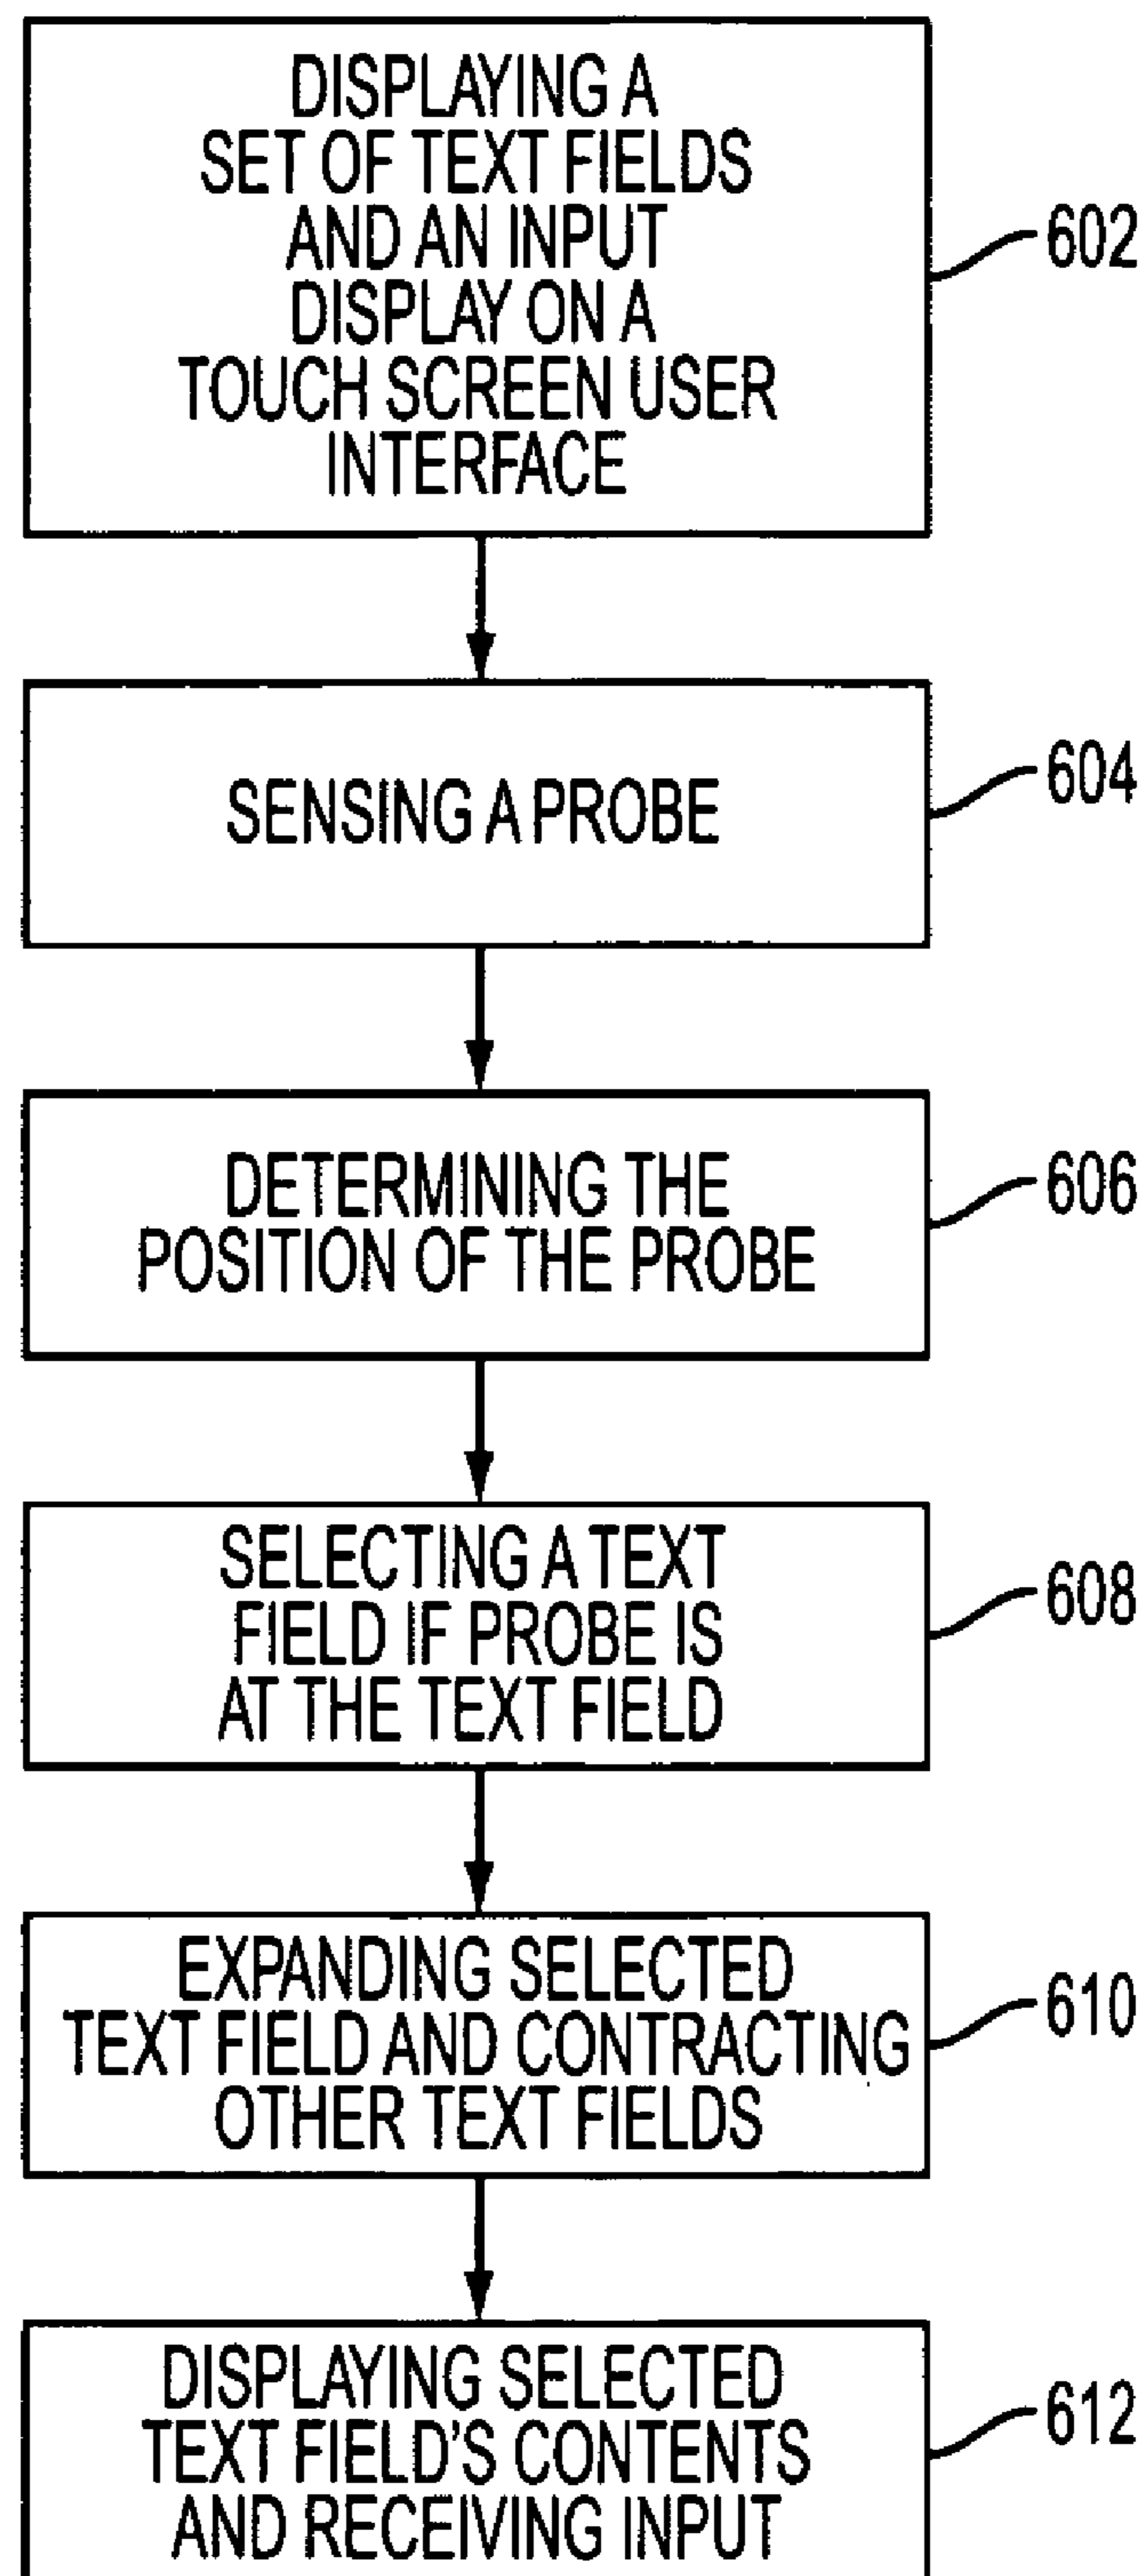 DISPLAYING A
SET OF TEXT FIELDS
AND AN INPUT
DISPLAY ON A
TOUCH SCREEN USER
INTERFACE
602
SENSING A PROBE
604
DETERMINING THE
POSITION OF THE PROBE
606
SELECTING A TEXT
FIELD IF PROBE IS
AT THE TEXT FIELD
608
EXPANDING SELECTED
TEXT FIELD AND CONTRACTING
OTHER TEXT FIELDS
610
DISPLAYING SELECTED
TEXT FIELD'S CONTENTS
AND RECEIVING INPUT
612